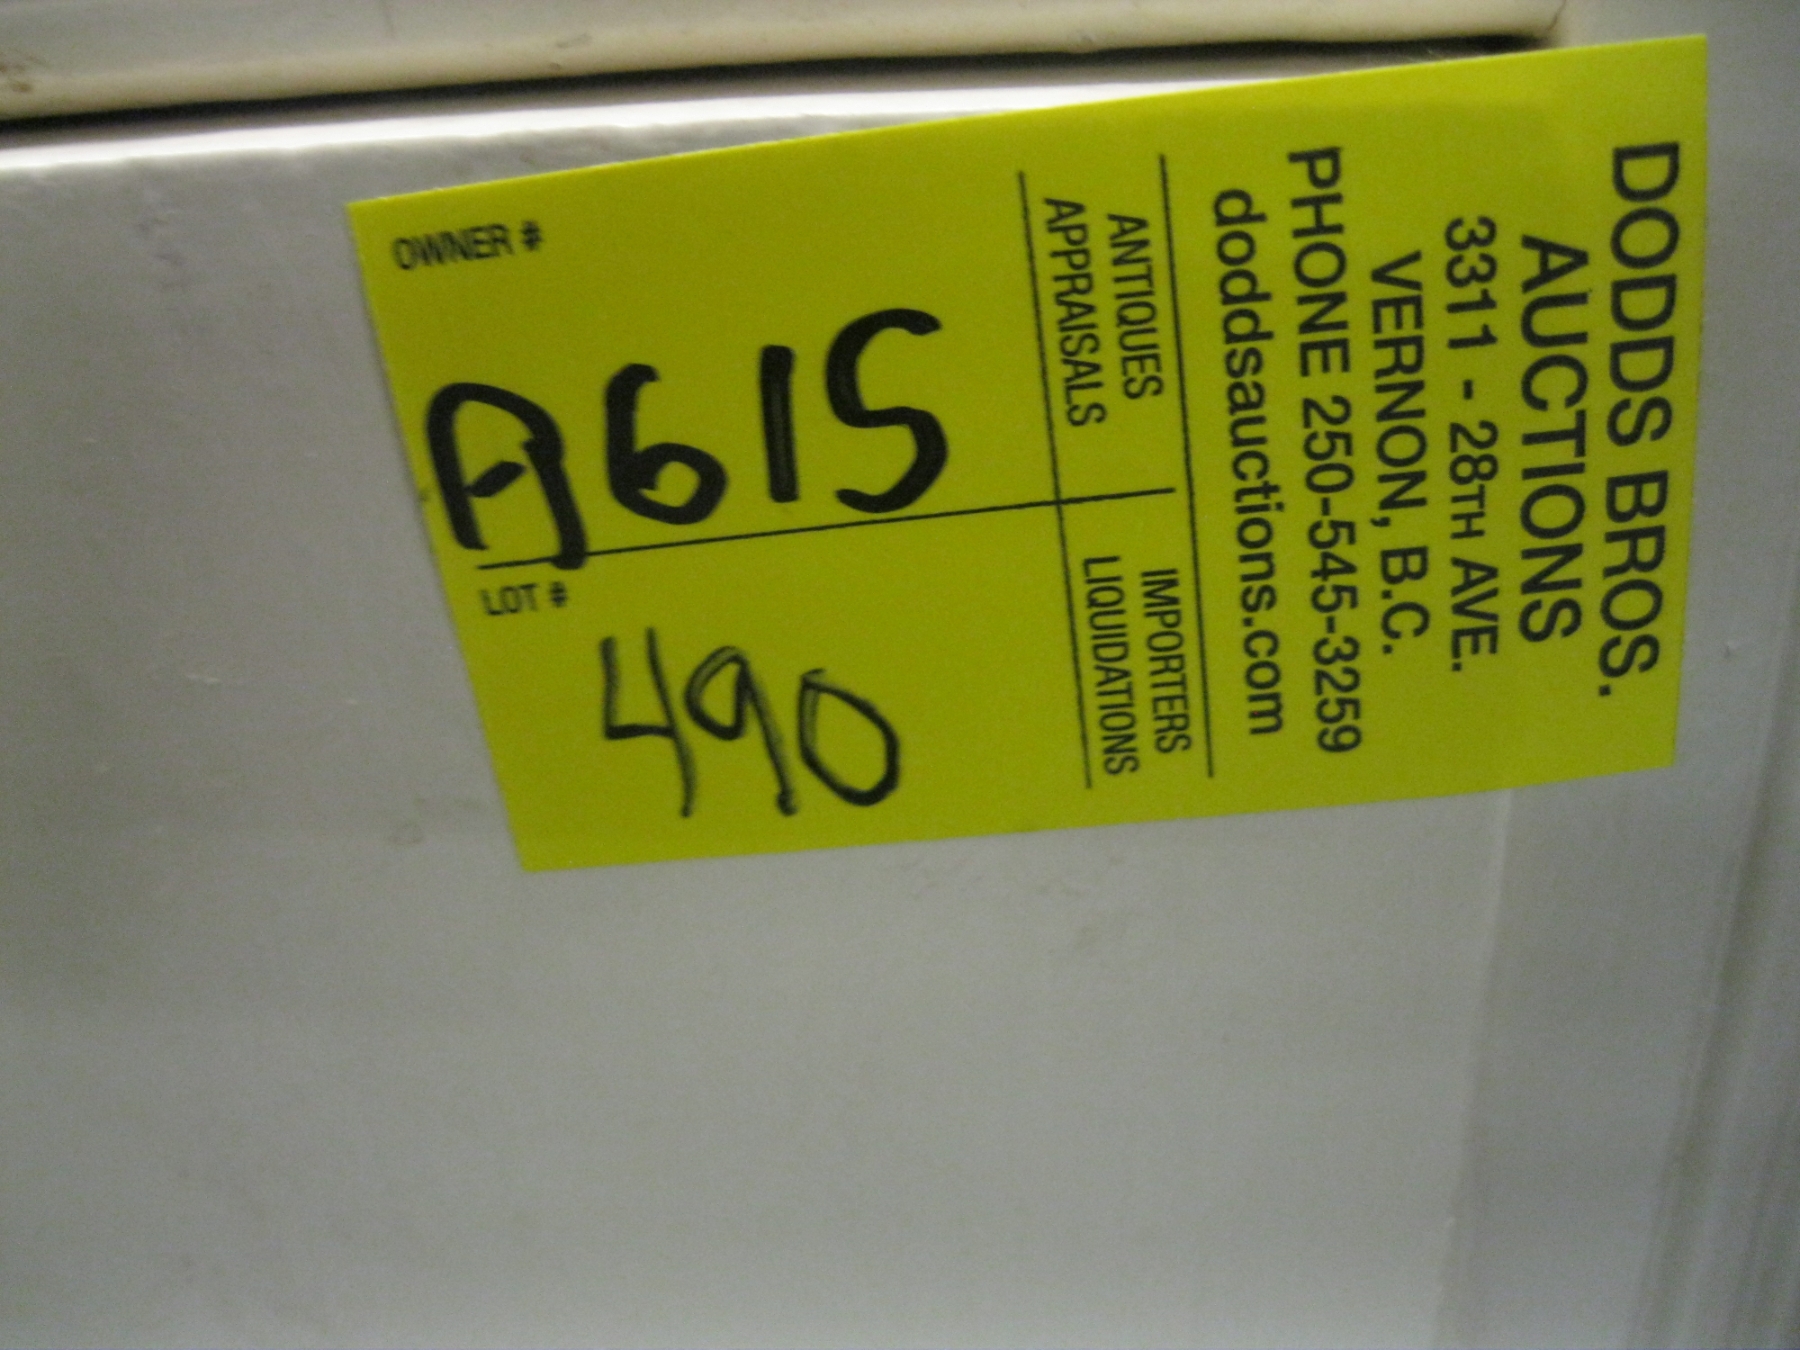 DODDS BROS.
AUCTIONS
3311 - 28TH AVE.
VERNON, B.C.
PHONE 250-545-3259
doddsauctions.com
ANTIQUES
APPRAISALS
IMPORTERS
LIQUIDATIONS
OWNER #
A615
LOT #
490